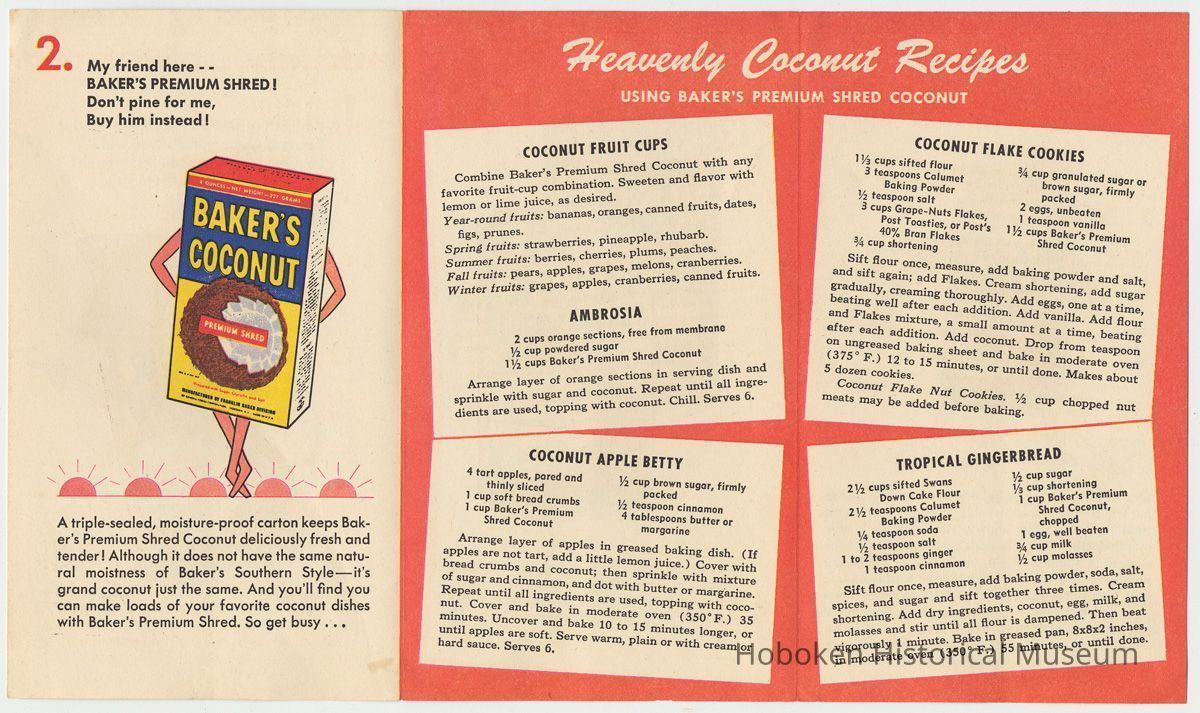 2.
My friend here - -
BAKER'S PREMIUM SHRED!
Don't pine for me,
Buy him instead!
4 OUNCES—NET WEIGHT—227 GRAMS
BAKER'S
COCONUT
PREMIUM SHRED
MANUFACTURED BY FRANKLIN BAKER DIVISION
A triple-sealed, moisture-proof carton keeps Bak-
er's Premium Shred Coconut deliciously fresh and
tender! Although it does not have the same natu-
ral moistness of Baker's Southern Style—it's
grand coconut just the same. And you'll find you
can make loads of your favorite coconut dishes
with Baker's Premium Shred. So get busy . . .
Heavenly Coconut Recipes
USING BAKER'S PREMIUM SHRED COCONUT
COCONUT FRUIT CUPS
Combine Baker's Premium Shred Coconut with any
favorite fruit-cup combination. Sweeten and flavor with
lemon or lime juice, as desired.
Year-round fruits: bananas, oranges, canned fruits, dates,
figs, prunes.
Spring fruits: strawberries, pineapple, rhubarb.
Summer fruits: berries, cherries, plums, peaches.
Fall fruits: pears, apples, grapes, melons, cranberries.
Winter fruits: grapes, apples, cranberries, canned fruits.
AMBROSIA
2 cups orange sections, free from membrane
½ cup powdered sugar
1½ cups Baker's Premium Shred Coconut
Arrange layer of orange sections in serving dish and
sprinkle with sugar and coconut. Repeat until all ingre-
dients are used, topping with coconut. Chill. Serves 6.
COCONUT APPLE BETTY
4 tart apples, pared and
thinly sliced
1 cup soft bread crumbs
1 cup Baker's Premium
Shred Coconut
½ cup brown sugar, firmly
packed
½ teaspoon cinnamon
4 tablespoons butter or
margarine
Arrange layer of apples in greased baking dish. (If
apples are not tart, add a little lemon juice.) Cover with
bread crumbs and coconut; then sprinkle with mixture
of sugar and cinnamon, and dot with butter or margarine.
Repeat until all ingredients are used, topping with coco-
nut. Cover and bake in moderate oven (350° F.) 35
minutes. Uncover and bake 10 to 15 minutes longer, or
until apples are soft. Serve warm, plain or with cream or
hard sauce. Serves 6.
COCONUT FLAKE COOKIES
1⅓ cups sifted flour
3 teaspoons Calumet
Baking Powder
½ teaspoon salt
3 cups Grape-Nuts Flakes,
Post Toasties, or Post's
40% Bran Flakes
¾ cup shortening
¾ cup granulated sugar or
brown sugar, firmly
packed
2 eggs, unbeaten
1 teaspoon vanilla
1½ cups Baker's Premium
Shred Coconut
Sift flour once, measure, add baking powder and salt,
and sift again; add Flakes. Cream shortening, add sugar
gradually, creaming thoroughly. Add eggs, one at a time,
beating well after each addition. Add vanilla. Add flour
and Flakes mixture, a small amount at a time, beating
after each addition. Add coconut. Drop from teaspoon
on ungreased baking sheet and bake in moderate oven
(375° F.) 12 to 15 minutes, or until done. Makes about
5 dozen cookies.
Coconut Flake Nut Cookies. ½ cup chopped nut
meats may be added before baking.
TROPICAL GINGERBREAD
2½ cups sifted Swans
Down Cake Flour
2½ teaspoons Calumet
Baking Powder
¼ teaspoon soda
½ teaspoon salt
1 to 2 teaspoons ginger
1 teaspoon cinnamon
½ cup sugar
⅓ cup shortening
1 cup Baker's Premium
Shred Coconut,
chopped
1 egg, well beaten
¾ cup milk
½ cup molasses
Sift flour once, measure, add baking powder, soda, salt,
spices, and sugar and sift together three times. Cream
shortening. Add dry ingredients, coconut, egg, milk, and
molasses and stir until all flour is dampened. Then beat
vigorously 1 minute. Bake in greased pan, 8x8x2 inches,
in moderate oven (350° F.) 55 minutes, or until done.
Hoboken Historical Museum